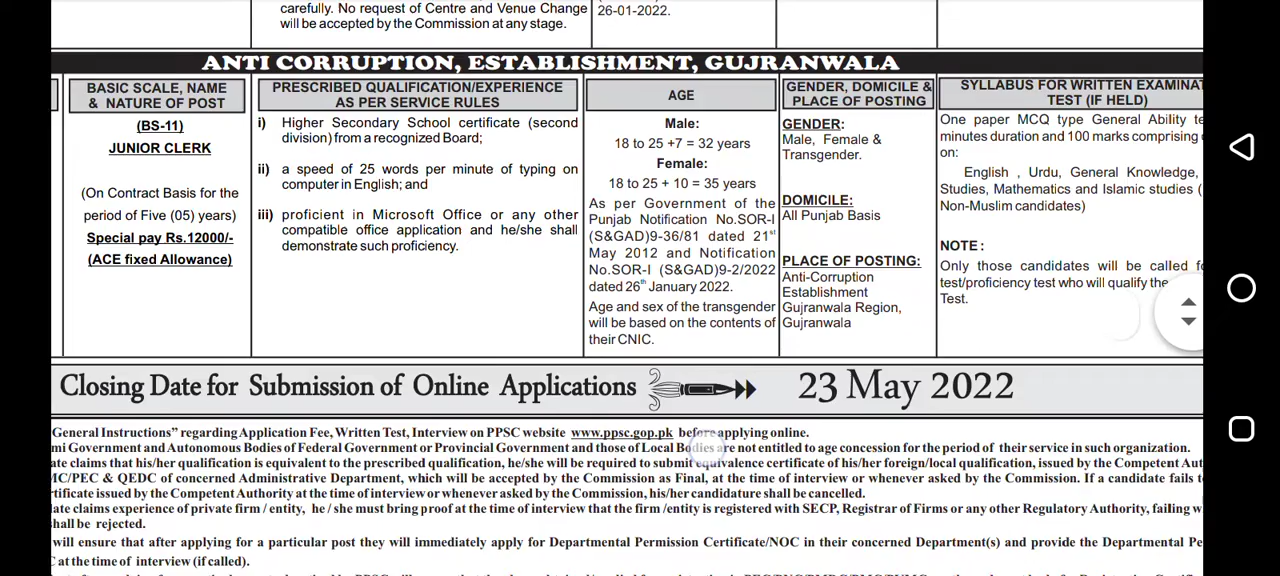 carefully. No request of Centre and Venue Change
will be accepted by the Commission at any stage.
26-01-2022.
ANTI CORRUPTION, ESTABLISHMENT, GUJRANWALA
BASIC SCALE, NAME
& NATURE OF POST
PRESCRIBED QUALIFICATION/EXPERIENCE
AS PER SERVICE RULES
AGE
GENDER, DOMICILE &
PLACE OF POSTING
SYLLABUS FOR WRITTEN EXAMINAT
TEST (IF HELD)
(BS-11)
JUNIOR CLERK
(On Contract Basis for the
period of Five (05) years)
Special pay Rs.12000/-
(ACE fixed Allowance)
i) Higher Secondary School certificate (second
division) from a recognized Board;
ii) a speed of 25 words per minute of typing on
computer in English; and
iii) proficient in Microsoft Office or any other
compatible office application and he/she shall
demonstrate such proficiency.
Male:
18 to 25 +7 = 32 years
Female:
18 to 25 + 10 = 35 years
As per Government of the
Punjab Notification No.SOR-I
(S&GAD)9-36/81 dated 21st
May 2012 and Notification
No.SOR-I (S&GAD)9-2/2022
dated 26th January 2022.
Age and sex of the transgender
will be based on the contents of
their CNIC.
GENDER:
Male, Female &
Transgender.
DOMICILE:
All Punjab Basis
PLACE OF POSTING:
Anti-Corruption
Establishment
Gujranwala Region,
Gujranwala
One paper MCQ type General Ability te
minutes duration and 100 marks comprising
on:
English , Urdu, General Knowledge,
Studies, Mathematics and Islamic studies (
Non-Muslim candidates)
NOTE :
Only those candidates will be called fo
test/proficiency test who will qualify the
Test.
Closing Date for Submission of Online Applications 23 May 2022
General Instructions” regarding Application Fee, Written Test, Interview on PPSC website www.ppsc.gop.pk before applying online.
mi Government and Autonomous Bodies of Federal Government or Provincial Government and those of Local Bodies are not entitled to age concession for the period of their service in such organization.
ate claims that his/her qualification is equivalent to the prescribed qualification, he/she will be required to submit equivalence certificate of his/her foreign/local qualification, issued by the Competent Aut
MC/PEC & QEDC of concerned Administrative Department, which will be accepted by the Commission as Final, at the time of interview or whenever asked by the Commission. If a candidate fails t
rtificate issued by the Competent Authority at the time of interview or whenever asked by the Commission, his/her candidature shall be cancelled.
ate claims experience of private firm / entity, he / she must bring proof at the time of interview that the firm /entity is registered with SECP, Registrar of Firms or any other Regulatory Authority, failing w
shall be rejected.
will ensure that after applying for a particular post they will immediately apply for Departmental Permission Certificate/NOC in their concerned Department(s) and provide the Departmental Pe
C at the time of interview (if called).